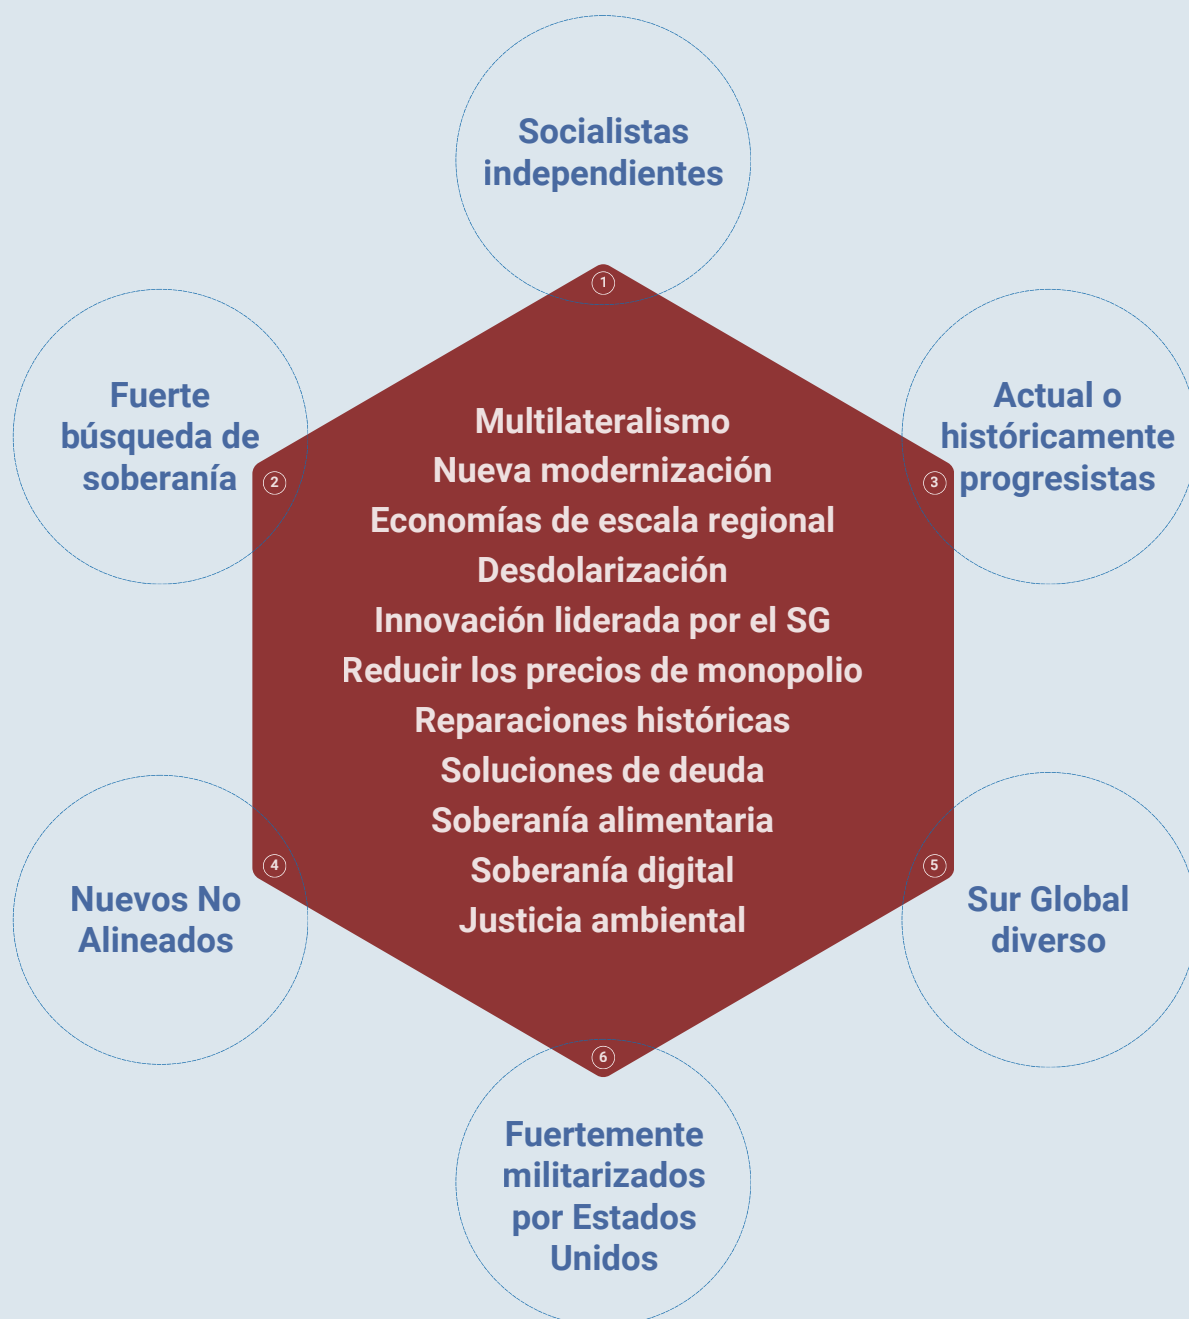 Socialistas
independientes
1
Fuerte
búsqueda de
soberanía
2
Actual o
históricamente
progresistas
3
Multilateralismo
Nueva modernización
Economías de escala regional
Desdolarización
Innovación liderada por el SG
Reducir los precios de monopolio
Reparaciones históricas
Soluciones de deuda
Soberanía alimentaria
Soberanía digital
Justicia ambiental
4
Nuevos No
Alineados
5
Sur Global
diverso
6
Fuertemente
militarizados
por Estados
Unidos